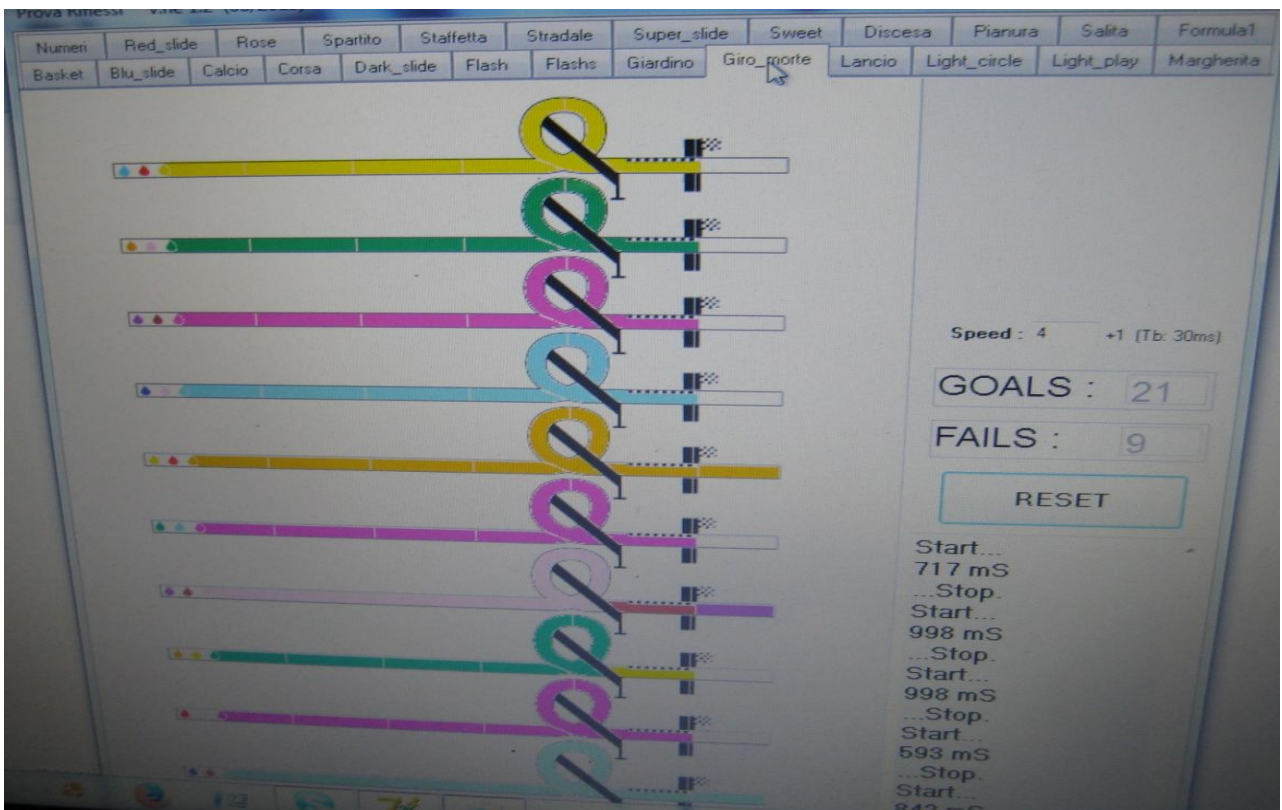 Numeri Red_slide Rose Spartito Staffetta Stradale Super_slide Sweet Discesa Pianura Salita Formula1
Basket Blu_slide Calcio Corsa Dark_slide Flash Flashs Giardino Giro_morte Lancio Light_circle Light_play Margherita
Speed : 4 +1 (Tb: 30ms)
GOALS : 21
FAILS : 9
RESET
Start...
717 mS
...Stop.
Start...
998 mS
...Stop.
Start...
998 mS
...Stop.
Start...
593 mS
...Stop.
Start...